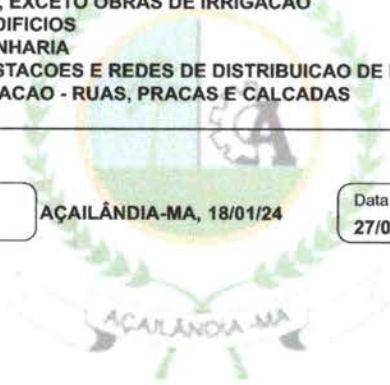 , EXCETO OBRAS DE IRRIGACAO
DIFICIOS
NHARIA
STACOES E REDES DE DISTRIBUICAO DE
ACAO - RUAS, PRACAS E CALCADAS
AÇAILÂNDIA-MA, 18/01/24
Data
27/0
AÇAILÂNDIA - MA